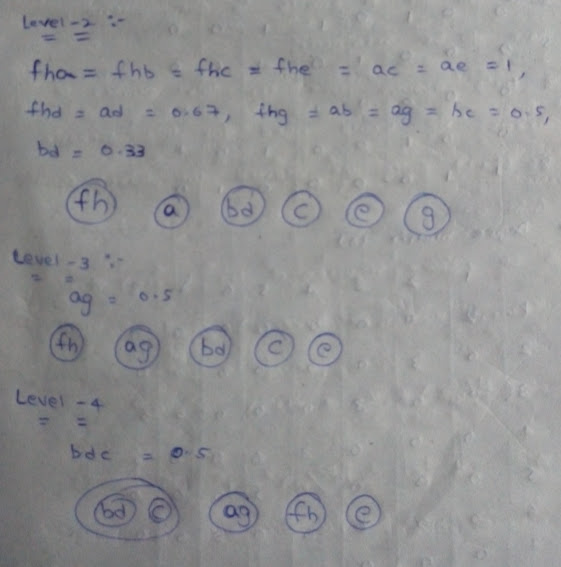 Level-2 :-
fha = fhb = fhc = fhe = ac = ae = 1,
fhd = ad = 0.67, fhg = ab = ag = bc = 0.5,
bd = 0.33
fh a bd c e g
Level-3 :-
ag = 0.5
fh ag bd c e
Level-4
bdc = 0.5
bd c ag fh e